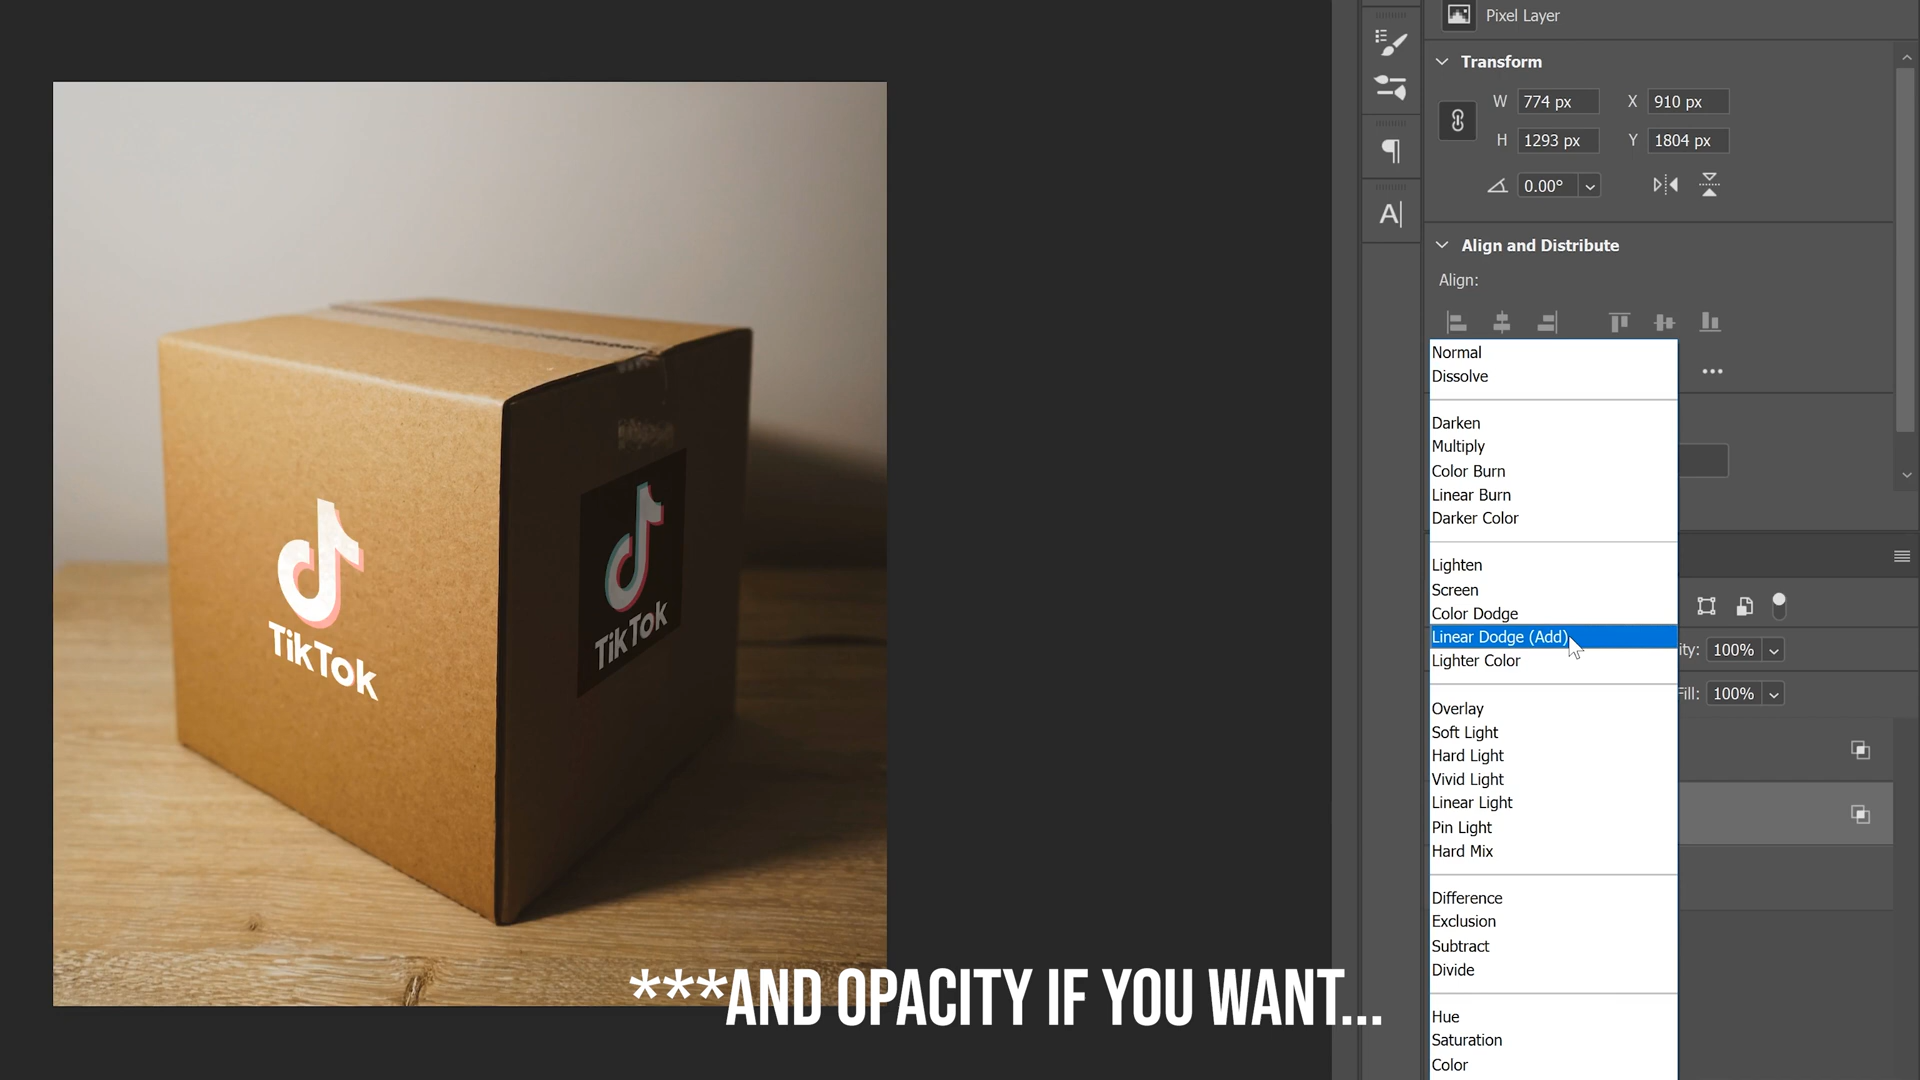 Pixel Layer
Transform
W 774 px X 910 px
H 1293 px Y 1804 px
0.00°
Align and Distribute
Align:
Normal
Dissolve
Darken
Multiply
Color Burn
Linear Burn
Darker Color
Lighten
Screen
Color Dodge
Linear Dodge (Add)
ity: 100%
Lighter Color
Fill: 100%
Overlay
Soft Light
Hard Light
Vivid Light
Linear Light
Pin Light
Hard Mix
Difference
Exclusion
Subtract
Divide
Hue
Saturation
Color
TikTok
TikTok
***AND OPACITY IF YOU WANT...